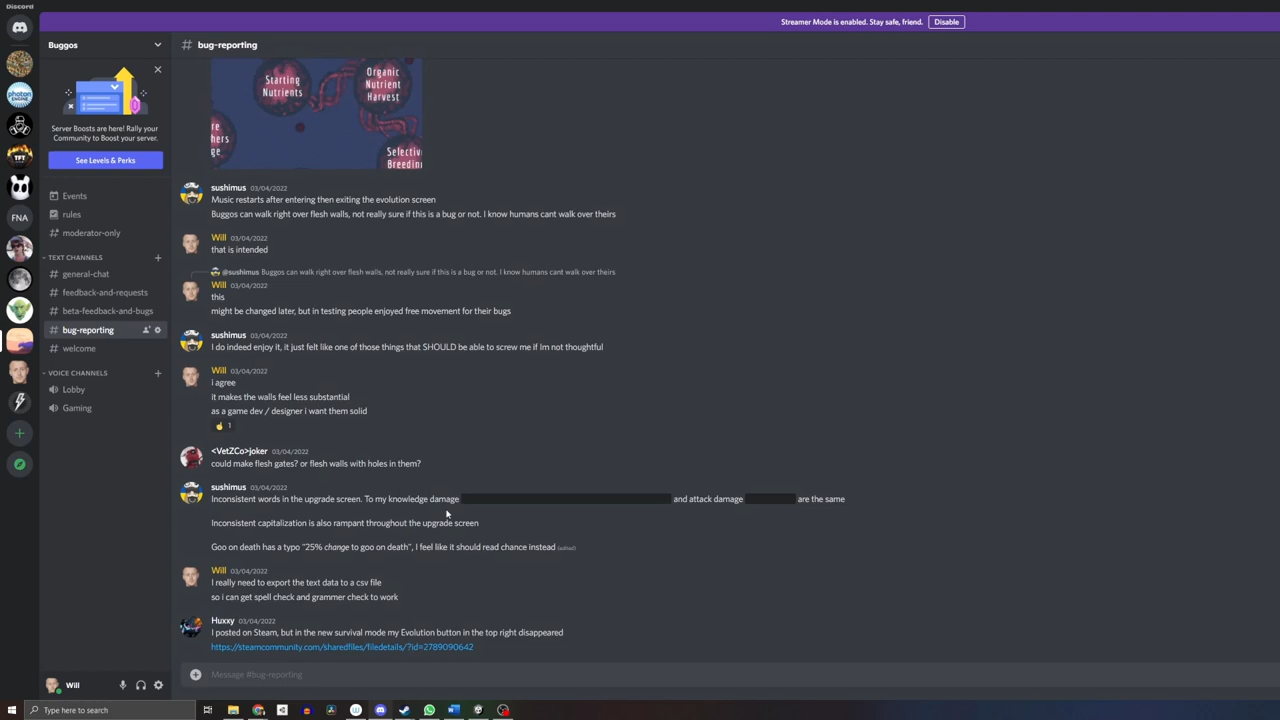 Discord
Streamer Mode is enabled. Stay safe, friend.
Disable
Buggos
bug-reporting
Server Boosts are here! Rally your
Community to Boost your server.
See Levels & Perks
Events
rules
moderator-only
TEXT CHANNELS
general-chat
feedback-and-requests
beta-feedback-and-bugs
bug-reporting
welcome
VOICE CHANNELS
Lobby
Gaming
photon
ENGINE
TFT
FNA
Starting
Nutrients
Organic
Nutrient
Harvest
re
hers
ge
Selectiv
Breedin
sushimus 03/04/2022
Music restarts after entering then exiting the evolution screen
Buggos can walk right over flesh walls, not really sure if this is a bug or not. I know humans cant walk over theirs
Will 03/04/2022
that is intended
@sushimus Buggos can walk right over flesh walls, not really sure if this is a bug or not. I know humans cant walk over theirs
Will 03/04/2022
this
might be changed later, but in testing people enjoyed free movement for their bugs
sushimus 03/04/2022
I do indeed enjoy it, it just felt like one of those things that SHOULD be able to screw me if Im not thoughtful
Will 03/04/2022
i agree
it makes the walls feel less substantial
as a game dev / designer i want them solid
1
<VetZCo>joker 03/04/2022
could make flesh gates? or flesh walls with holes in them?
sushimus 03/04/2022
Inconsistent words in the upgrade screen. To my knowledge damage and attack damage are the same
Inconsistent capitalization is also rampant throughout the upgrade screen
Goo on death has a typo "25% change to goo on death", I feel like it should read chance instead (edited)
Will 03/04/2022
I really need to export the text data to a csv file
so i can get spell check and grammer check to work
Huxxy 03/04/2022
I posted on Steam, but in the new survival mode my Evolution button in the top right disappeared
https://steamcommunity.com/sharedfiles/filedetails/?id=2789090642
Message #bug-reporting
Will
Type here to search